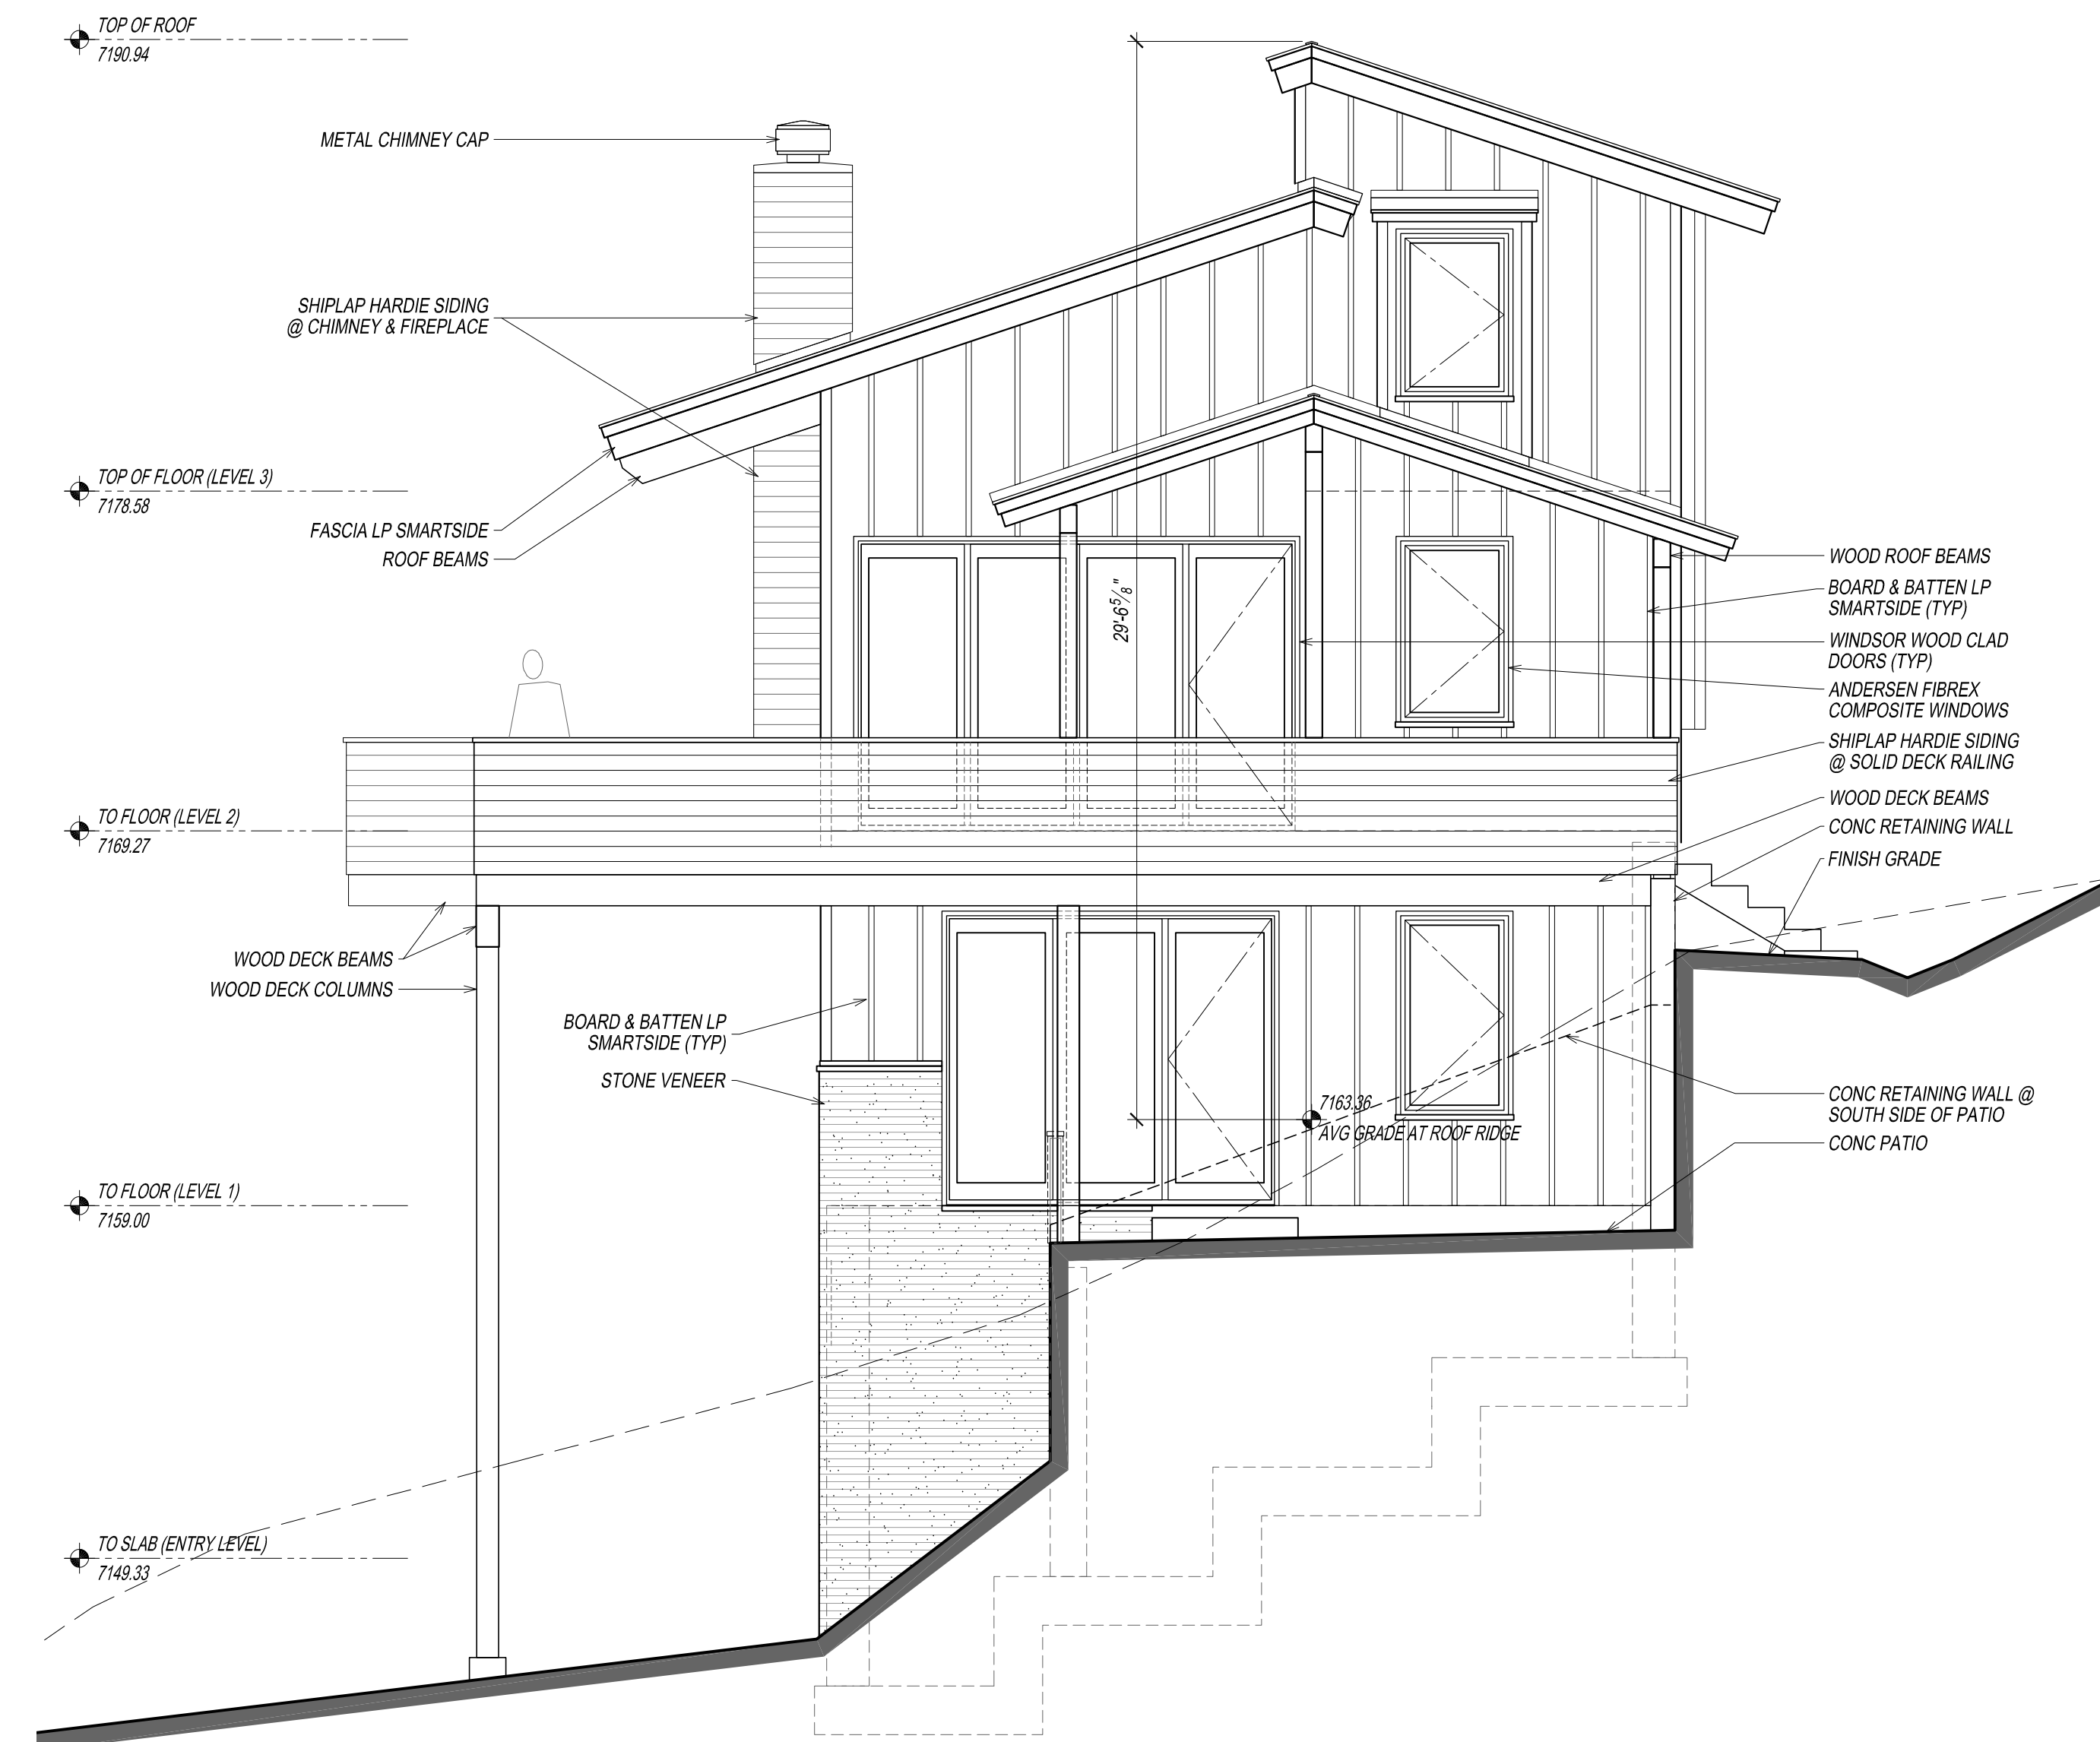 TOP OF ROOF
7190.94
METAL CHIMNEY CAP
SHIPLAP HARDIE SIDING
@ CHIMNEY & FIREPLACE
TOP OF FLOOR (LEVEL 3)
7178.58
FASCIA LP SMARTSIDE
ROOF BEAMS
29'-6 5/8"
WOOD ROOF BEAMS
BOARD & BATTEN LP
SMARTSIDE (TYP)
WINDSOR WOOD CLAD
DOORS (TYP)
ANDERSEN FIBREX
COMPOSITE WINDOWS
SHIPLAP HARDIE SIDING
@ SOLID DECK RAILING
WOOD DECK BEAMS
CONC RETAINING WALL
FINISH GRADE
TO FLOOR (LEVEL 2)
7169.27
WOOD DECK BEAMS
WOOD DECK COLUMNS
BOARD & BATTEN LP
SMARTSIDE (TYP)
STONE VENEER
7163.36
AVG GRADE AT ROOF RIDGE
CONC RETAINING WALL @
SOUTH SIDE OF PATIO
CONC PATIO
TO FLOOR (LEVEL 1)
7159.00
TO SLAB (ENTRY LEVEL)
7149.33